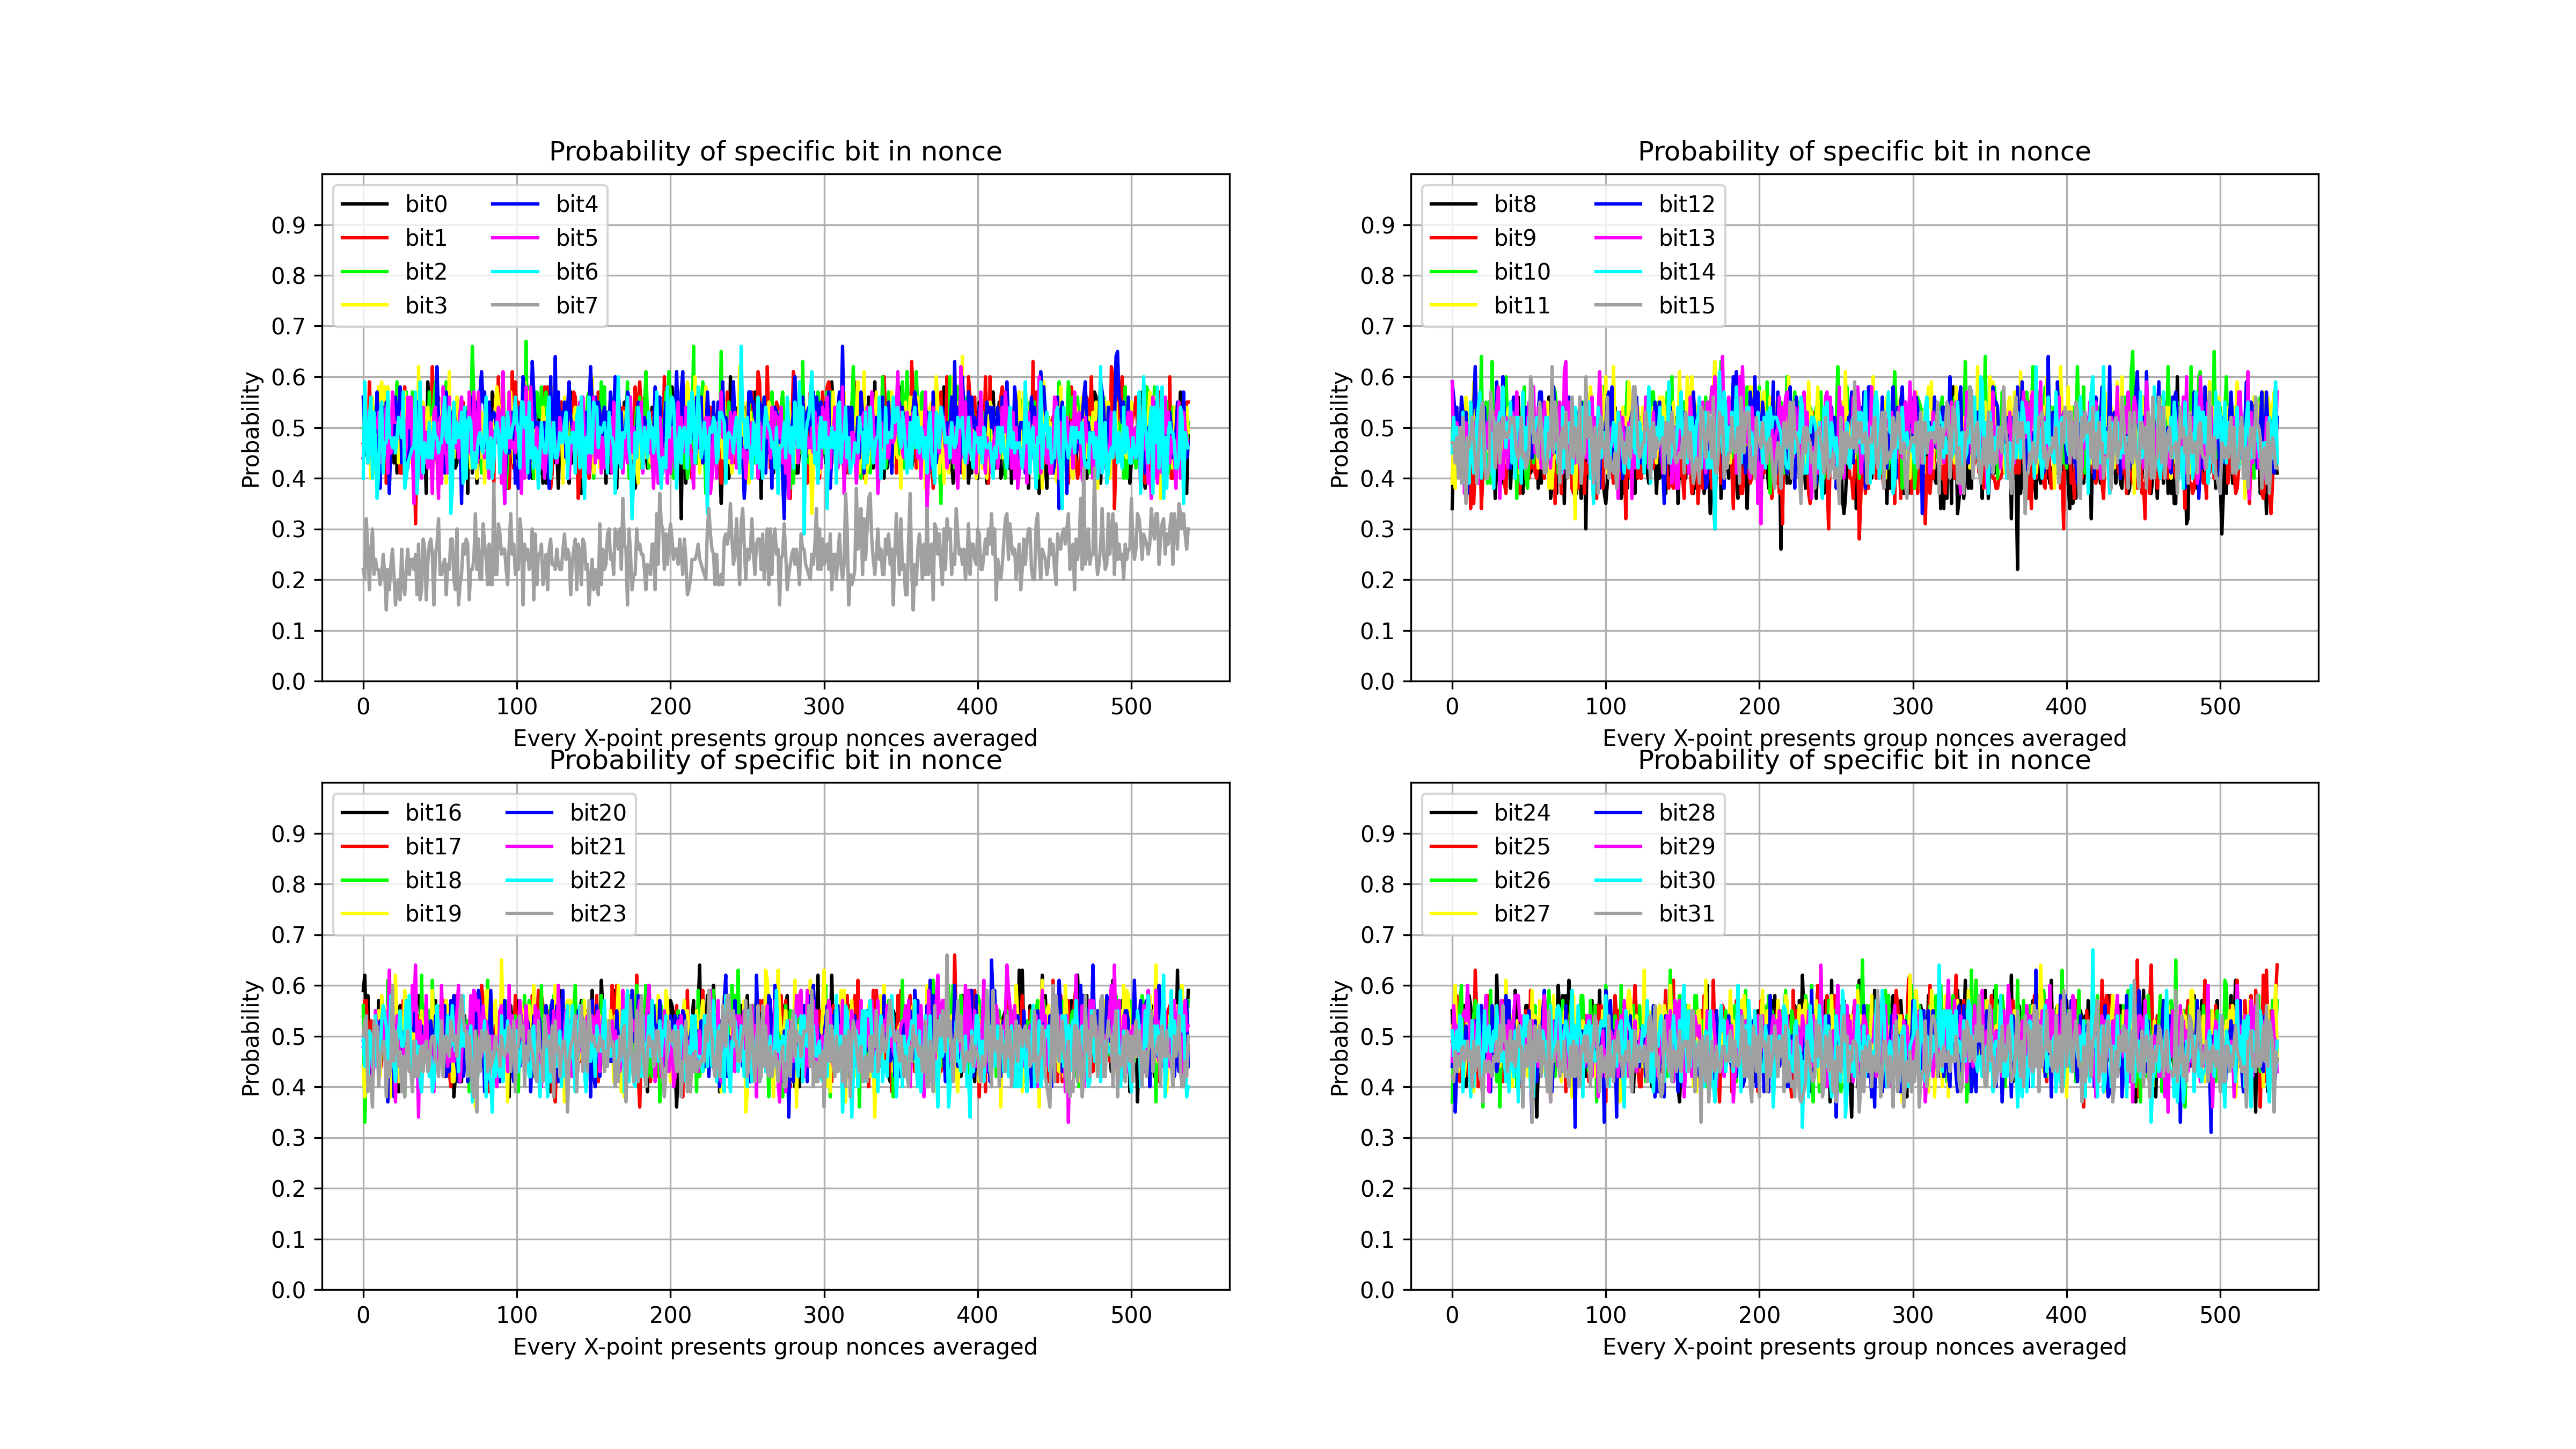 Probability of specific bit in nonce
Probability
0.9
0.8
0.7
0.6
0.5
0.4
0.3
0.2
0.1
0.0
bit0 bit4
bit1 bit5
bit2 bit6
bit3 bit7
0 100 200 300 400 500
Every X-point presents group nonces averaged
Probability of specific bit in nonce
Probability
0.9
0.8
0.7
0.6
0.5
0.4
0.3
0.2
0.1
0.0
bit8 bit12
bit9 bit13
bit10 bit14
bit11 bit15
0 100 200 300 400 500
Every X-point presents group nonces averaged
Probability of specific bit in nonce
Probability
0.9
0.8
0.7
0.6
0.5
0.4
0.3
0.2
0.1
0.0
bit16 bit20
bit17 bit21
bit18 bit22
bit19 bit23
0 100 200 300 400 500
Every X-point presents group nonces averaged
Probability of specific bit in nonce
Probability
0.9
0.8
0.7
0.6
0.5
0.4
0.3
0.2
0.1
0.0
bit24 bit28
bit25 bit29
bit26 bit30
bit27 bit31
0 100 200 300 400 500
Every X-point presents group nonces averaged